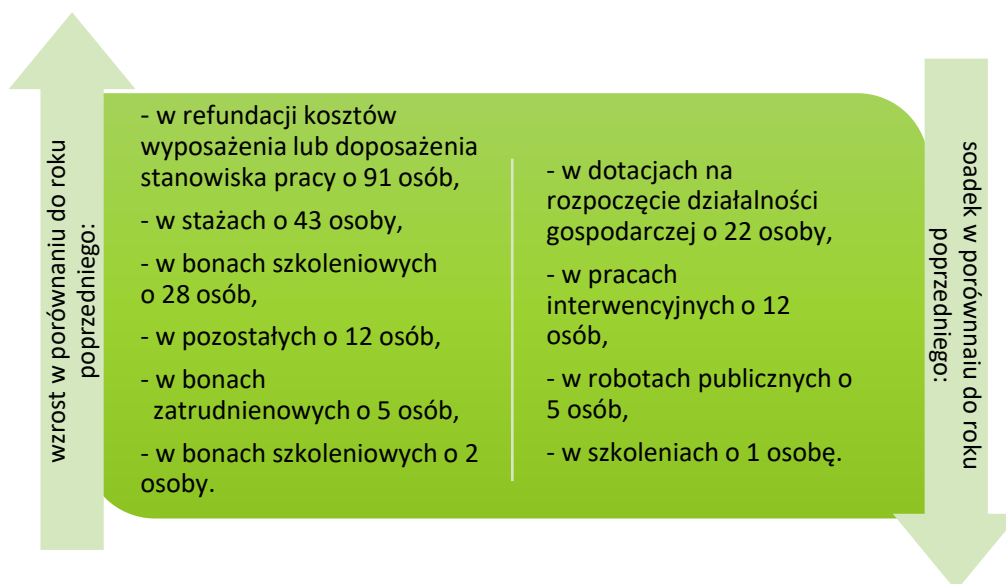 wzrost w porównaniu do roku
poprzedniego:
- w refundacji kosztów
wyposażenia lub doposażenia
stanowiska pracy o 91 osób,
- w stażach o 43 osoby,
- w bonach szkoleniowych
o 28 osób,
- w pozostałych o 12 osób,
- w bonach
zatrudnienowych o 5 osób,
- w bonach szkoleniowych o 2
osoby.
- w dotacjach na
rozpoczęcie działalności
gospodarczej o 22 osoby,
- w pracach
interwencyjnych o 12
osób,
- w robotach publicznych o
5 osób,
- w szkoleniach o 1 osobę.
soadek w porównnaiu do roku
poprzedniego: